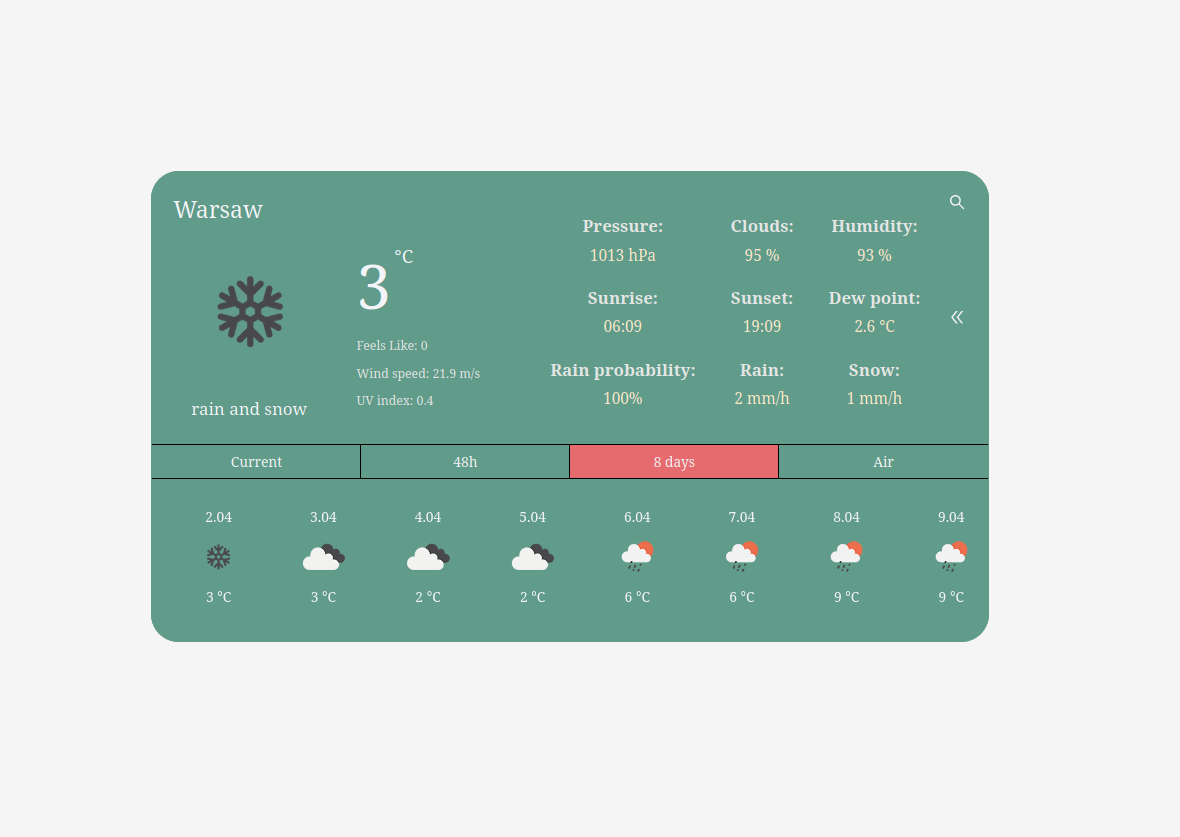 Warsaw
3 °C
Feels Like: 0
Wind speed: 21.9 m/s
UV index: 0.4
rain and snow
Pressure: Clouds: Humidity:
1013 hPa 95 % 93 %
Sunrise: Sunset: Dew point:
06:09 19:09 2.6 °C
Rain probability: Rain: Snow:
100% 2 mm/h 1 mm/h
Current 48h 8 days Air
2.04 3.04 4.04 5.04 6.04 7.04 8.04 9.04
3 °C 3 °C 2 °C 2 °C 6 °C 6 °C 9 °C 9 °C